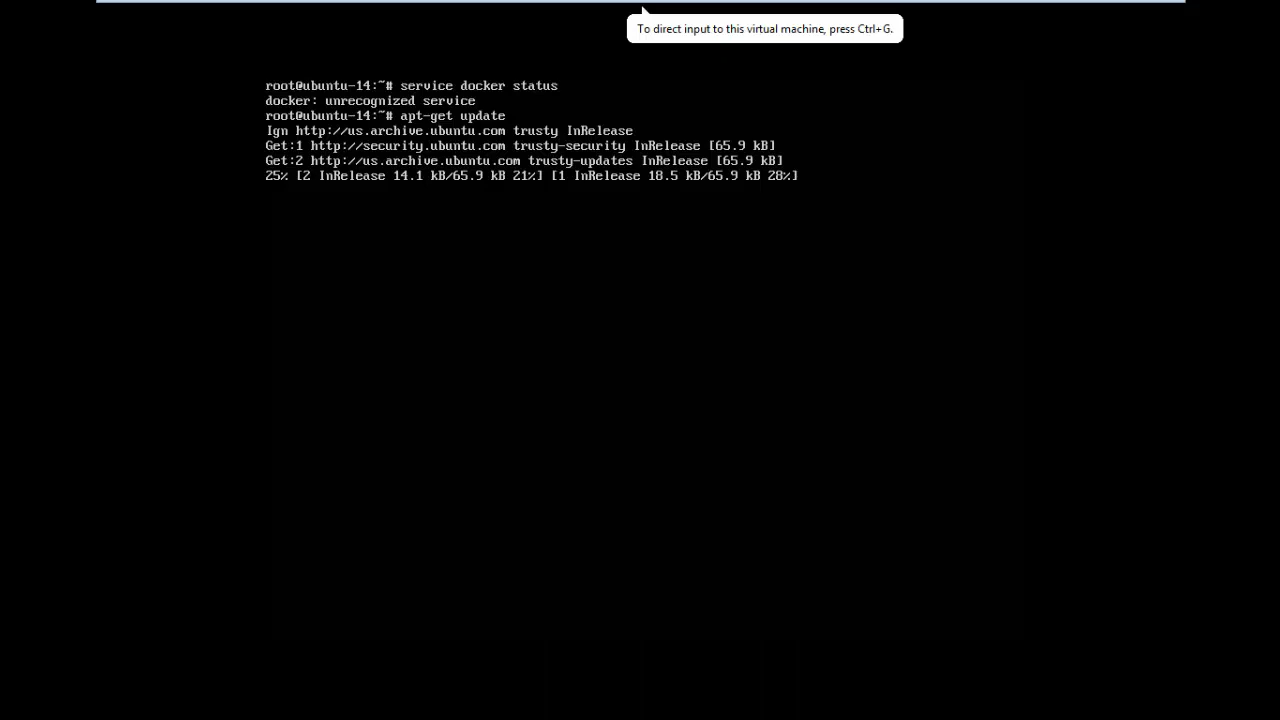 To direct input to this virtual machine, press Ctrl+G.
root@ubuntu-14:~# service docker status
docker: unrecognized service
root@ubuntu-14:~# apt-get update
Ign http://us.archive.ubuntu.com trusty InRelease
Get:1 http://security.ubuntu.com trusty-security InRelease [65.9 kB]
Get:2 http://us.archive.ubuntu.com trusty-updates InRelease [65.9 kB]
25% [2 InRelease 14.1 kB/65.9 kB 21%] [1 InRelease 18.5 kB/65.9 kB 28%]